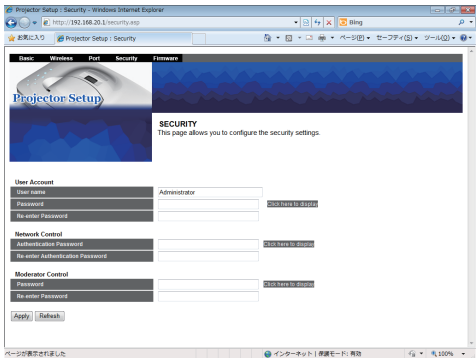 Projector Setup : Security - Windows Internet Explorer
http://192.168.20.1/security.asp
Bing
お気に入り
Projector Setup : Security
ページ(P)
セーフティ(S)
ツール(O)
Basic Wireless Port Security Firmware
Projector Setup
SECURITY
This page allows you to configure the security settings.
User Account
User name
Administrator
Password
Click here to display
Re-enter Password
Network Control
Authentication Password
Click here to display
Re-enter Authentication Password
Moderator Control
Password
Click here to display
Re-enter Password
Apply Refresh
ページが表示されました
インターネット | 保護モード: 有効
100%